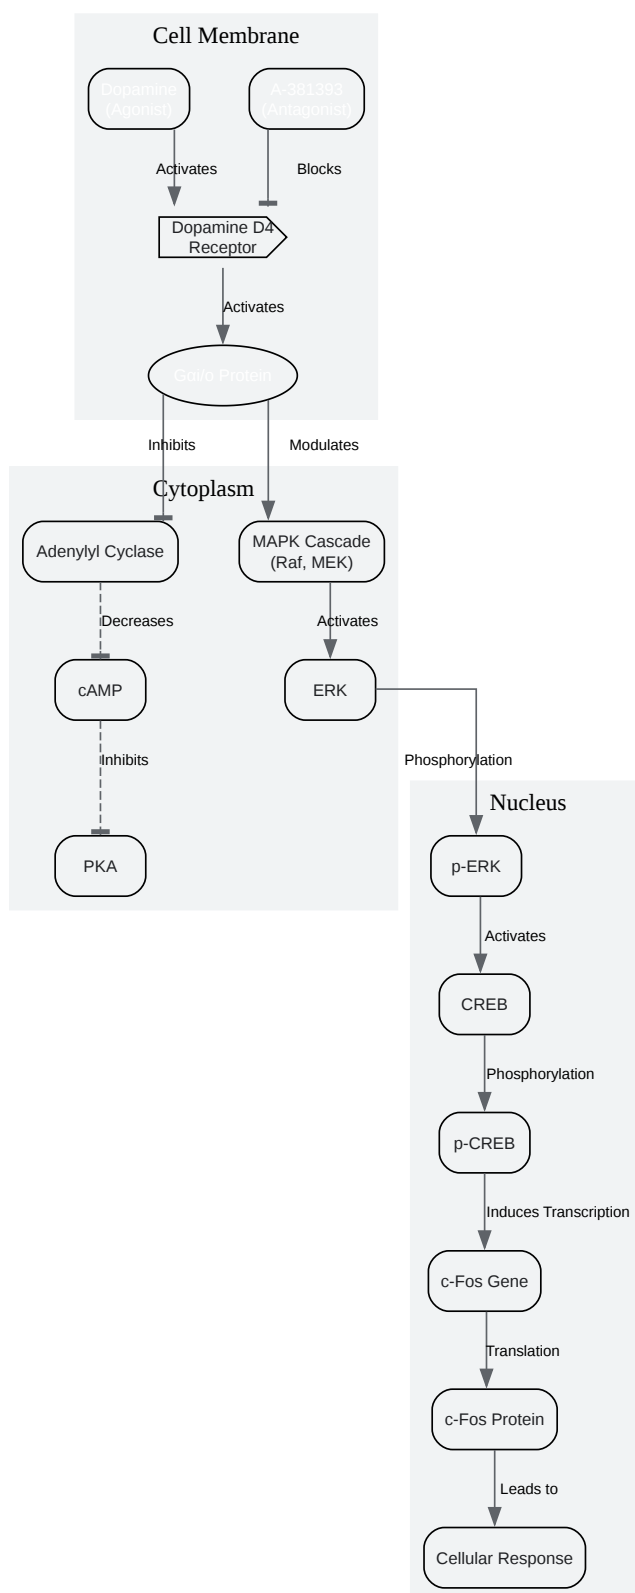 Cell Membrane
Dopamine
(Agonist)
A-381393
(Antagonist)
Activates
Blocks
Dopamine D4
Receptor
Activates
Gαi/o Protein
Inhibits
Modulates
Cytoplasm
Adenylyl Cyclase
MAPK Cascade
(Raf, MEK)
Decreases
Activates
cAMP
ERK
Inhibits
Phosphorylation
Nucleus
PKA
p-ERK
Activates
CREB
Phosphorylation
p-CREB
Induces Transcription
c-Fos Gene
Translation
c-Fos Protein
Leads to
Cellular Response